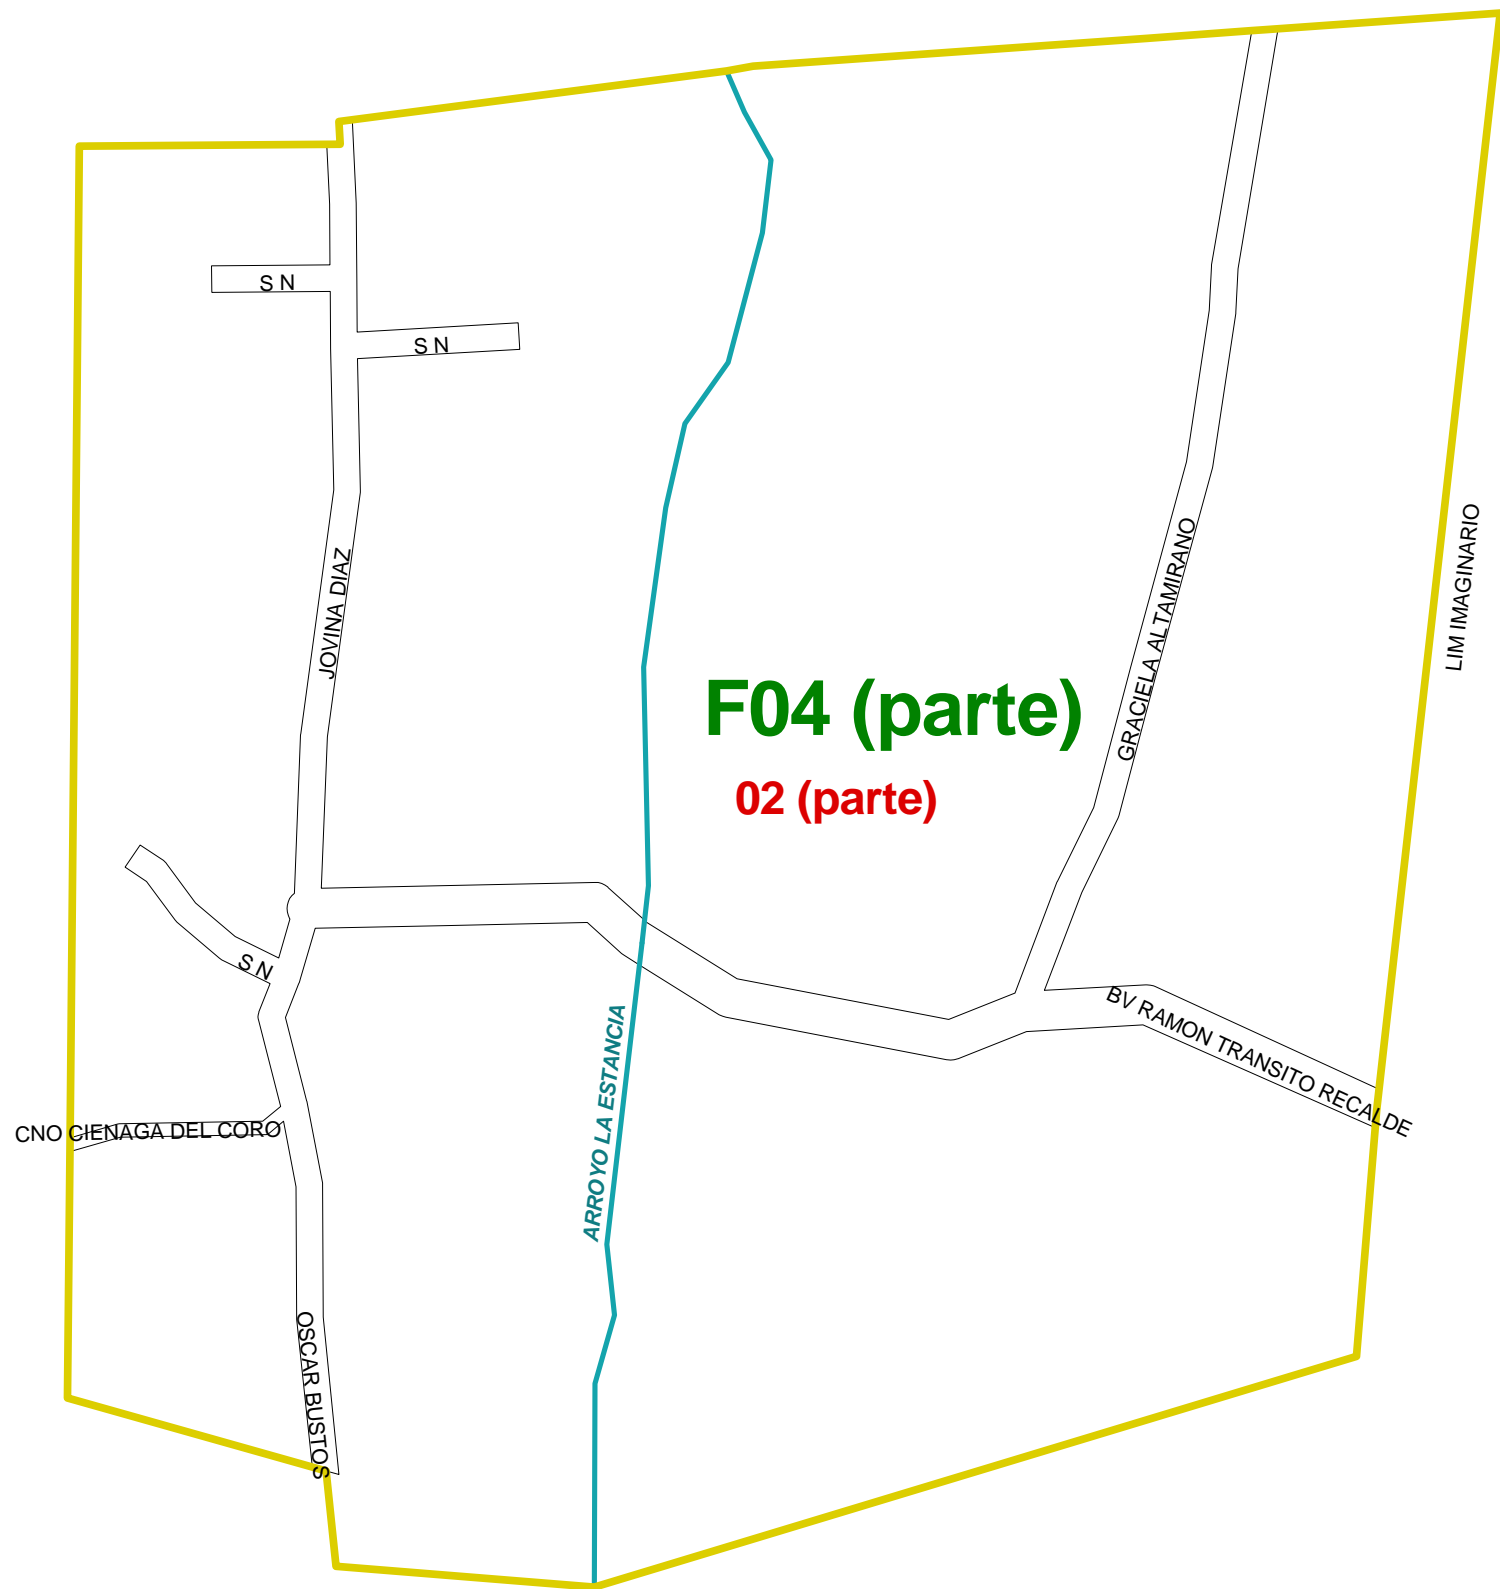 S N
S N
JOVINA DIAZ
LIM IMAGINARIO
GRACIELA ALTAMIRANO
F04 (parte)
02 (parte)
S N
BV RAMON TRANSITO RECALDE
ARROYO LA ESTANCIA
CNO CIENAGA DEL CORO
OSCAR BUSTOS